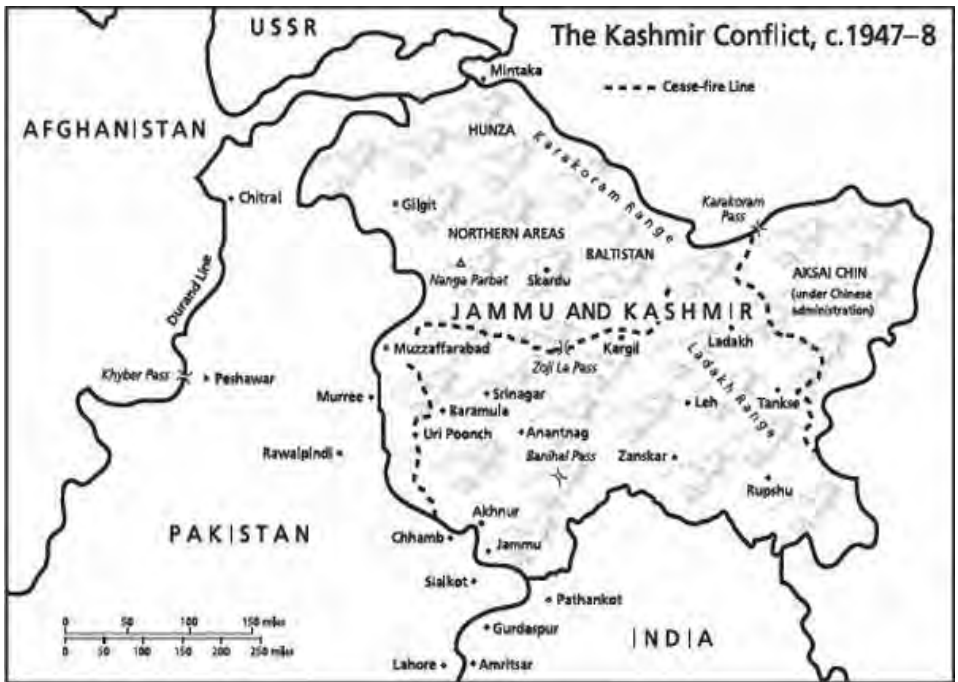 USSR
The Kashmir Conflict, c.1947–8
Cease-fire Line
Mintaka
AFGHANISTAN
HUNZA
Karakoram Range
Chitral
Gilgit
Karakoram
Pass
NORTHERN AREAS
BALTISTAN
AKSAI CHIN
(under Chinese
administration)
Nanga Parbat
Skardu
Durand Line
JAMMU AND KASHMIR
Ladakh
Muzzaffarabad
Kargil
Zoji La Pass
Ladakh Range
Khyber Pass
Peshawar
Murree
Srinagar
Leh
Tankse
Baramula
Uri Poonch
Anantnag
Rawalpindi
Banihal Pass
Zanskar
Rupshu
Akhnur
PAKISTAN
Chhamb
Jammu
Sialkot
Pathankot
0 50 100 150 miles
0 50 100 150 200 250 miles
Gurdaspur
INDIA
Lahore
Amritsar